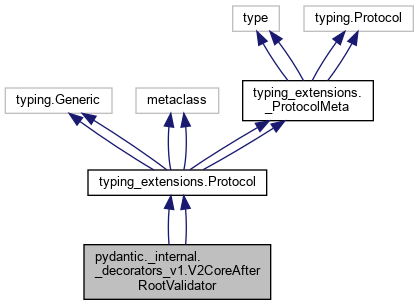 type
typing.Protocol
typing.Generic
metaclass
typing_extensions.
_ProtocolMeta
typing_extensions.Protocol
pydantic._internal.
_decorators_v1.V2CoreAfter
RootValidator